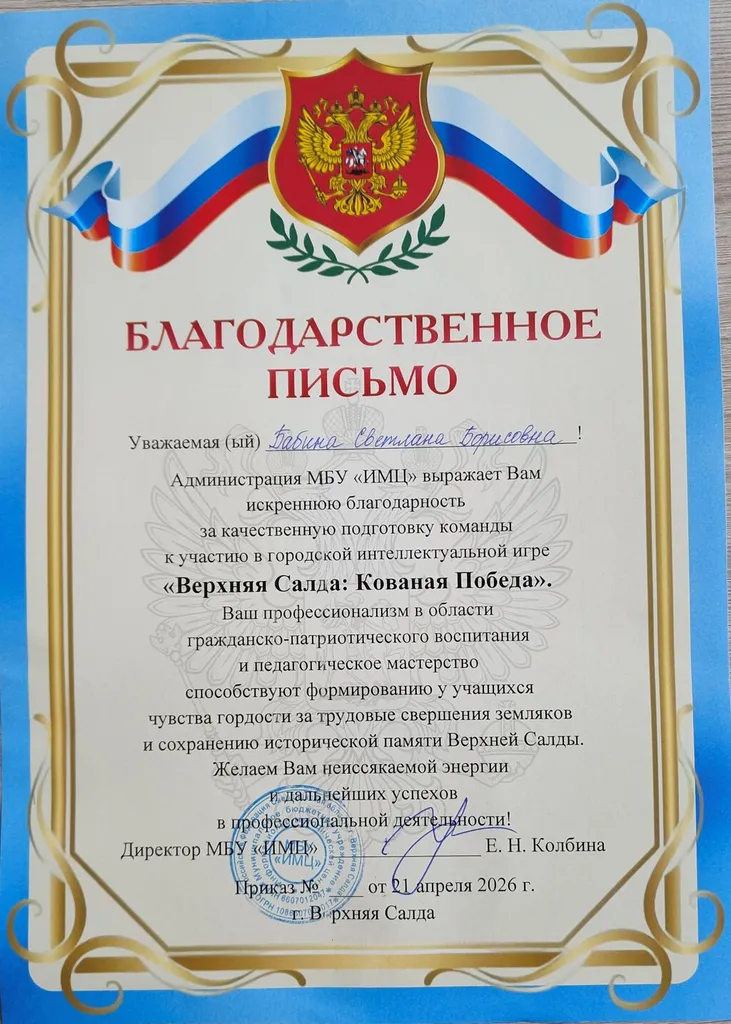 БЛАГОДАРСТВЕННОЕ
ПИСЬМО
Уважаемая (ый) Бабина Светлана Борисовна !
Администрация МБУ «ИМЦ» выражает Вам
искреннюю благодарность
за качественную подготовку команды
к участию в городской интеллектуальной игре
«Верхняя Салда: Кованая Победа».
Ваш профессионализм в области
гражданско-патриотического воспитания
и педагогическое мастерство
способствуют формированию у учащихся
чувства гордости за трудовые свершения земляков
и сохранению исторической памяти Верхней Салды.
Желаем Вам неиссякаемой энергии
и дальнейших успехов
в профессиональной деятельности!
Директор МБУ «ИМЦ» Е. Н. Колбина
«ИМЦ»
Приказ № от 21 апреля 2026 г.
г. Верхняя Салда